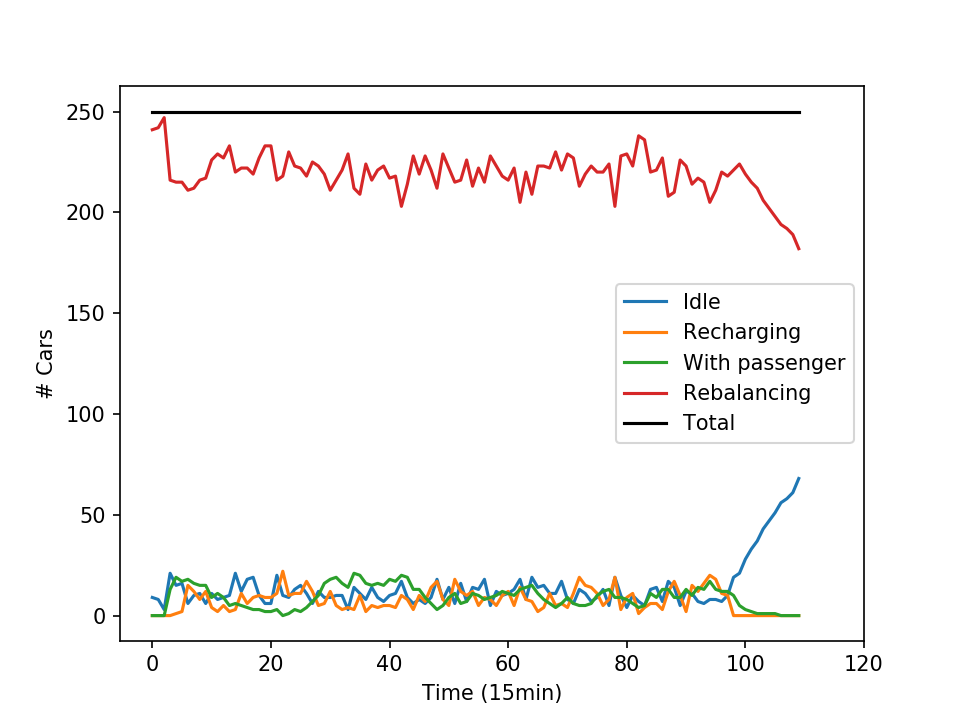 250
200
150
100
50
0
# Cars
Idle
Recharging
With passenger
Rebalancing
Total
0 20 40 60 80 100 120
Time (15min)